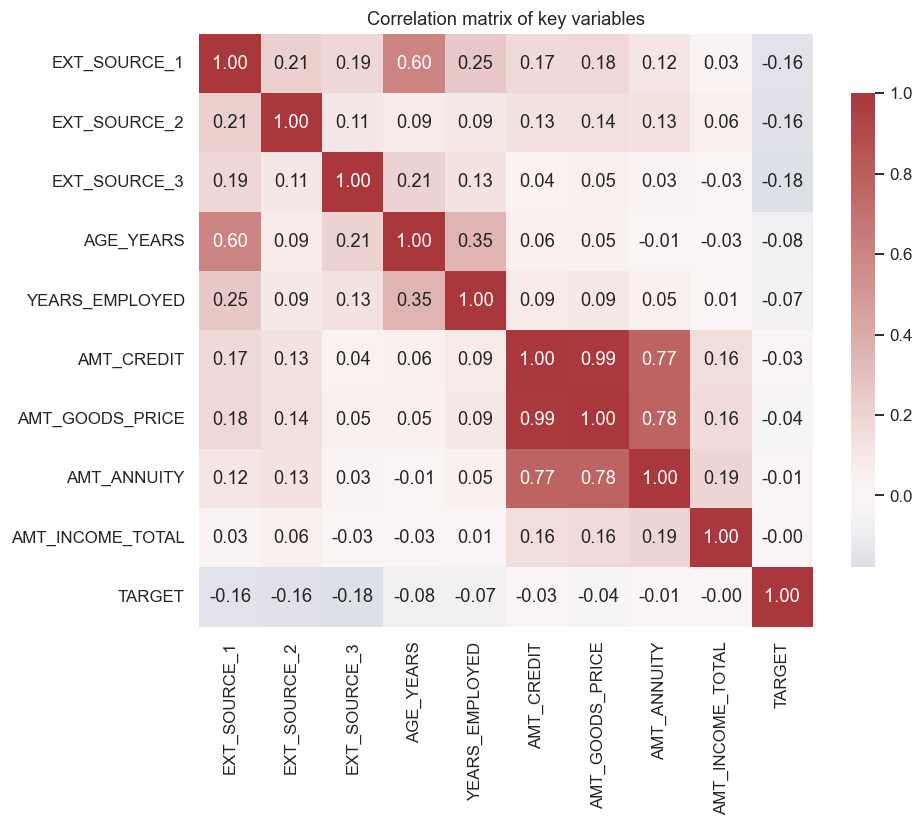 Correlation matrix of key variables
EXT_SOURCE_1 1.00 0.21 0.19 0.60 0.25 0.17 0.18 0.12 0.03 -0.16
EXT_SOURCE_2 0.21 1.00 0.11 0.09 0.09 0.13 0.14 0.13 0.06 -0.16
EXT_SOURCE_3 0.19 0.11 1.00 0.21 0.13 0.04 0.05 0.03 -0.03 -0.18
AGE_YEARS 0.60 0.09 0.21 1.00 0.35 0.06 0.05 -0.01 -0.03 -0.08
YEARS_EMPLOYED 0.25 0.09 0.13 0.35 1.00 0.09 0.09 0.05 0.01 -0.07
AMT_CREDIT 0.17 0.13 0.04 0.06 0.09 1.00 0.99 0.77 0.16 -0.03
AMT_GOODS_PRICE 0.18 0.14 0.05 0.05 0.09 0.99 1.00 0.78 0.16 -0.04
AMT_ANNUITY 0.12 0.13 0.03 -0.01 0.05 0.77 0.78 1.00 0.19 -0.01
AMT_INCOME_TOTAL 0.03 0.06 -0.03 -0.03 0.01 0.16 0.16 0.19 1.00 -0.00
TARGET -0.16 -0.16 -0.18 -0.08 -0.07 -0.03 -0.04 -0.01 -0.00 1.00
EXT_SOURCE_1
EXT_SOURCE_2
EXT_SOURCE_3
AGE_YEARS
YEARS_EMPLOYED
AMT_CREDIT
AMT_GOODS_PRICE
AMT_ANNUITY
AMT_INCOME_TOTAL
TARGET
1.0
0.8
0.6
0.4
0.2
0.0